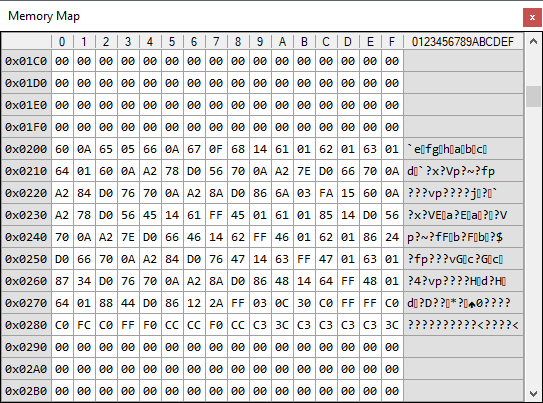 Memory Map x
0 1 2 3 4 5 6 7 8 9 A B C D E F 0123456789ABCDEF
0x01C0 00 00 00 00 00 00 00 00 00 00 00 00 00 00 00 00
0x01D0 00 00 00 00 00 00 00 00 00 00 00 00 00 00 00 00
0x01E0 00 00 00 00 00 00 00 00 00 00 00 00 00 00 00 00
0x01F0 00 00 00 00 00 00 00 00 00 00 00 00 00 00 00 00
0x0200 60 0A 65 05 66 0A 67 0F 68 14 61 01 62 01 63 01 `e▯fg▯h▯a▯b▯c▯
0x0210 64 01 60 0A A2 78 D0 56 70 0A A2 7E D0 66 70 0A d▯`?x?Vp?~?fp
0x0220 A2 84 D0 76 70 0A A2 8A D0 86 6A 03 FA 15 60 0A ???vp????j▯?▯`
0x0230 A2 78 D0 56 45 14 61 FF 45 01 61 01 85 14 D0 56 ?x?VE▯a?E▯a▯?▯?V
0x0240 70 0A A2 7E D0 66 46 14 62 FF 46 01 62 01 86 24 p?~?fF▯b?F▯b▯?$
0x0250 D0 66 70 0A A2 84 D0 76 47 14 63 FF 47 01 63 01 ?fp???vG▯c?G▯c▯
0x0260 87 34 D0 76 70 0A A2 8A D0 86 48 14 64 FF 48 01 ?4?vp????H▯d?H▯
0x0270 64 01 88 44 D0 86 12 2A FF 03 0C 30 C0 FF FF C0 d▯?D??▯*?▯♠0????
0x0280 C0 FC C0 FF F0 CC CC F0 CC C3 3C C3 C3 C3 C3 3C ??????????<????<
0x0290 00 00 00 00 00 00 00 00 00 00 00 00 00 00 00 00
0x02A0 00 00 00 00 00 00 00 00 00 00 00 00 00 00 00 00
0x02B0 00 00 00 00 00 00 00 00 00 00 00 00 00 00 00 00